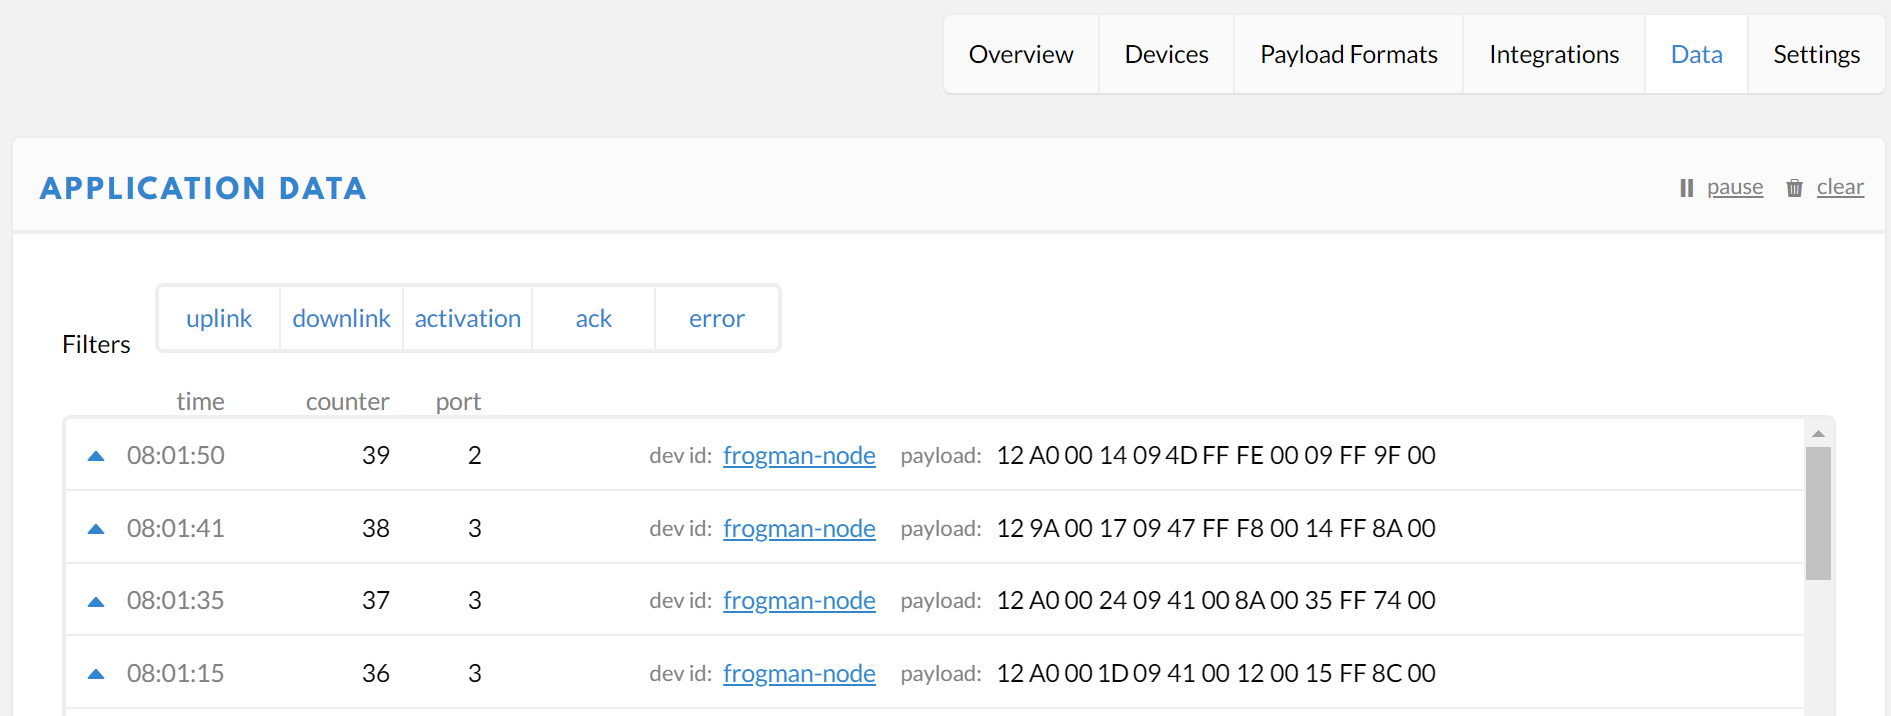 Overview Devices Payload Formats Integrations Data Settings
APPLICATION DATA pause clear
Filters uplink downlink activation ack error
time counter port
08:01:50 39 2 dev id: frogman-node payload: 12 A0 00 14 09 4D FF FE 00 09 FF 9F 00
08:01:41 38 3 dev id: frogman-node payload: 12 9A 00 17 09 47 FF F8 00 14 FF 8A 00
08:01:35 37 3 dev id: frogman-node payload: 12 A0 00 24 09 41 00 8A 00 35 FF 74 00
08:01:15 36 3 dev id: frogman-node payload: 12 A0 00 1D 09 41 00 12 00 15 FF 8C 00